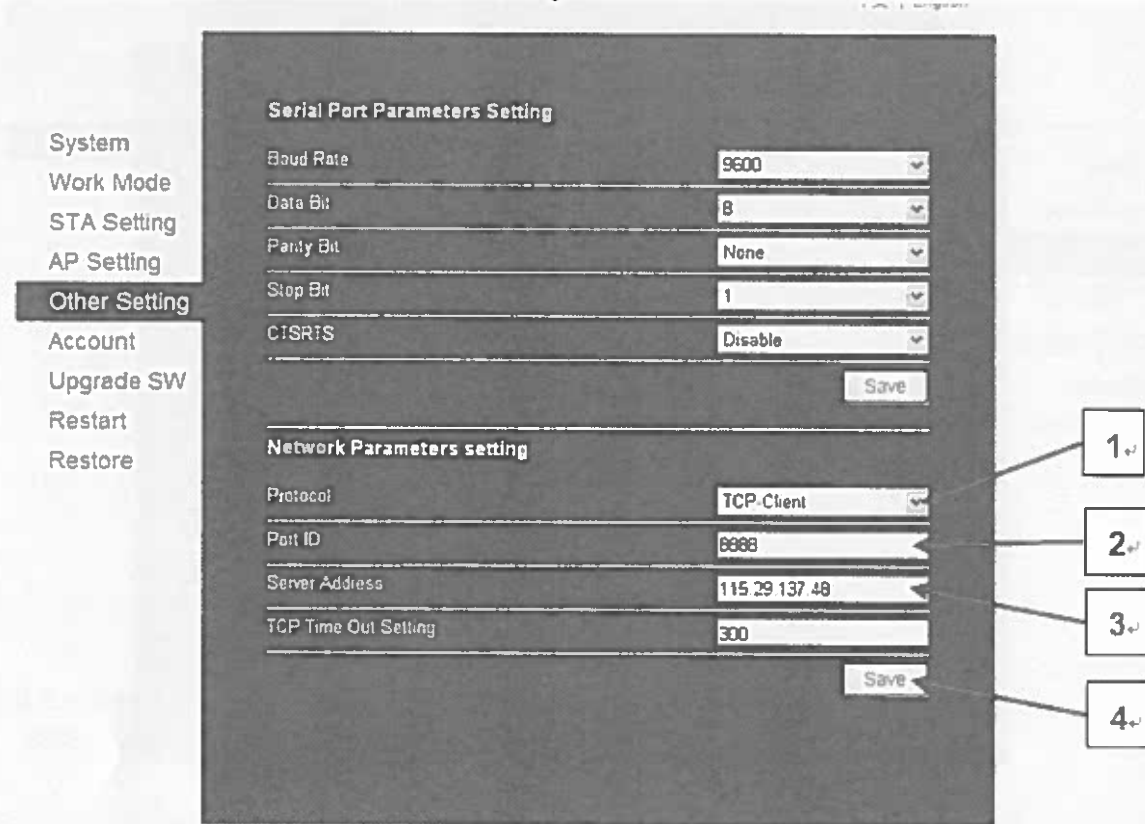 English
Serial Port Parameters Setting
System
Work Mode
STA Setting
AP Setting
Other Setting
Account
Upgrade SW
Restart
Restore
Baud Rate 9600
Data Bit 8
Parity Bit None
Stop Bit 1
CTSRTS Disable
Save
Network Parameters setting
Protocol TCP-Client
Port ID 8888
Server Address 115.29.137.48
TCP Time Out Setting 300
Save
1
2
3
4